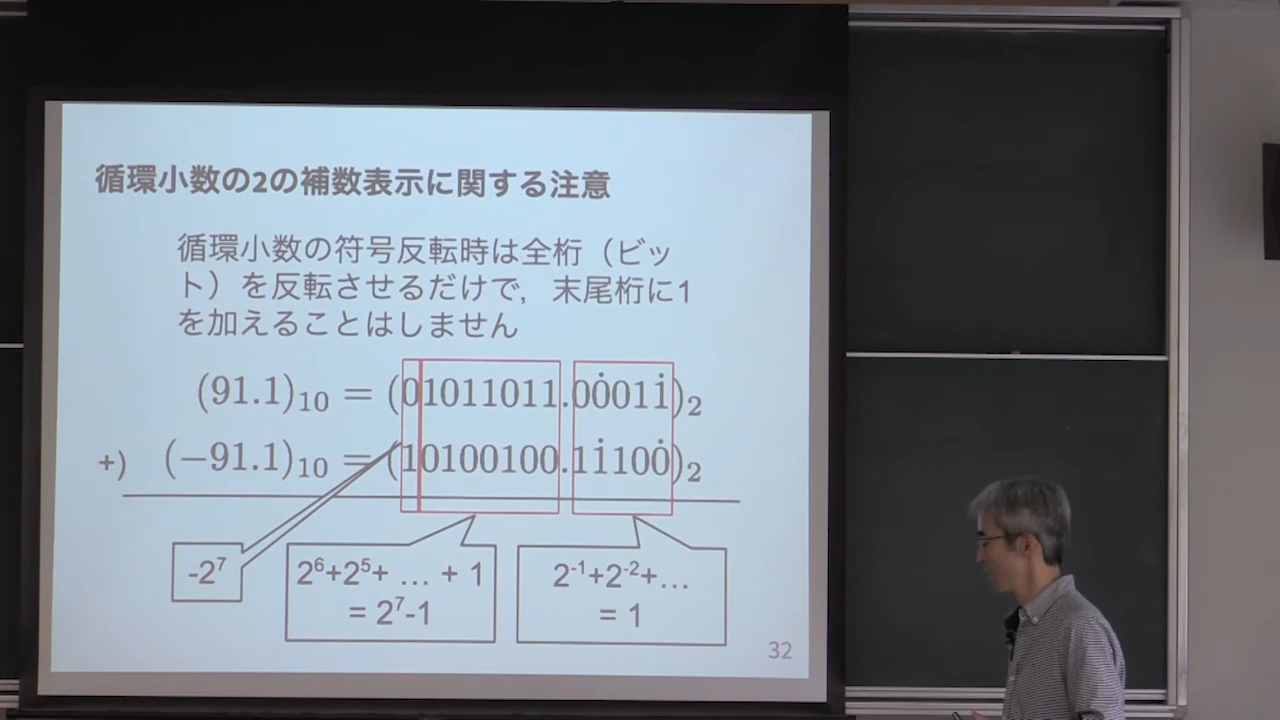 循環小数の2の補数表示に関する注意
循環小数の符号反転時は全桁（ビッ
ト）を反転させるだけで，末尾桁に1
を加えることはしません
(91.1)₁₀ = (01011011.00̇011̇)₂
+) (−91.1)₁₀ = (10100100.11̇100̇)₂
-2⁷
2⁶+2⁵+ … + 1
= 2⁷-1
2⁻¹+2⁻²+…
= 1
32